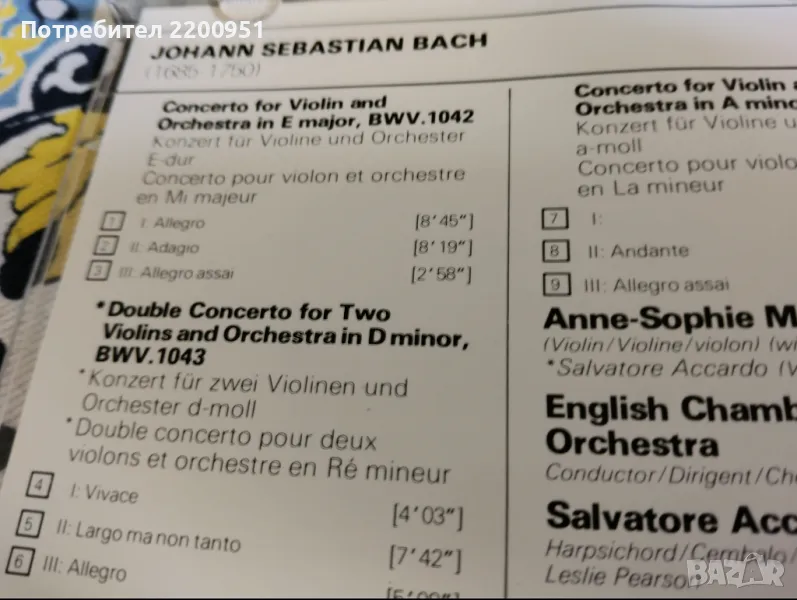 Потребител 2200951
JOHANN SEBASTIAN BACH
(1685-1750)
Concerto for Violin and
Orchestra in E major, BWV.1042
Konzert für Violine und Orchester
E-dur
Concerto pour violon et orchestre
en Mi majeur
1 I: Allegro [8'45"]
2 II: Adagio [8'19"]
3 III: Allegro assai [2'58"]
*Double Concerto for Two
Violins and Orchestra in D minor,
BWV.1043
*Konzert für zwei Violinen und
Orchester d-moll
*Double concerto pour deux
violons et orchestre en Ré mineur
4 I: Vivace [4'03"]
5 II: Largo ma non tanto [7'42"]
6 III: Allegro
Concerto for Violin
Orchestra in A
Konzert für Violine
a-moll
Concerto pour
en La mineur
7 I:
8 II: Andante
9 III: Allegro assai
Anne-Sophie
(Violin/Violine/violon)
*Salvatore Accardo
English
Orchestra
Conductor/Dirigent/
Salvatore
Harpsichord/Cembalo/
Leslie Pearson
BAZAR